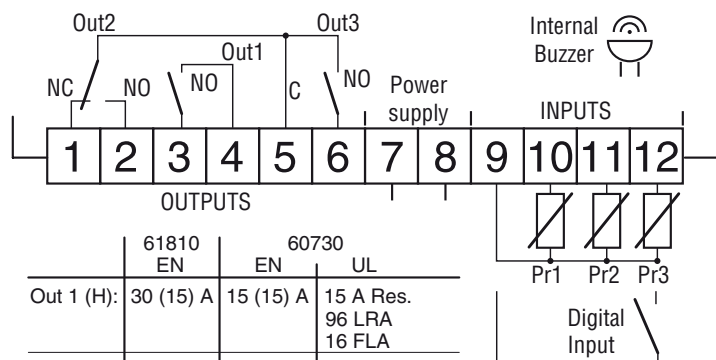 Out2
Out1
Out3
Internal
Buzzer
NC
NO
NO
C
NO
Power
supply
INPUTS
1 2 3 4 5 6 7 8 9 10 11 12
OUTPUTS
Pr1 Pr2 Pr3
61810 60730
EN EN UL
Out 1 (H): 30 (15) A 15 (15) A 15 A Res.
96 LRA
16 FLA
Digital
Input